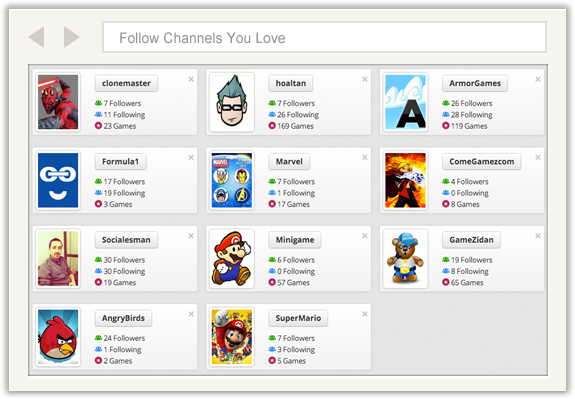 Follow Channels You Love
clonemaster
7 Followers
11 Following
23 Games
hoaltan
7 Followers
26 Following
169 Games
ArmorGames
26 Followers
28 Following
119 Games
A
Formula1
17 Followers
19 Following
3 Games
MARVEL
Marvel
7 Followers
1 Following
17 Games
ComeGamezcom
4 Followers
0 Following
8 Games
Socialesman
30 Followers
30 Following
19 Games
Minigame
6 Followers
0 Following
57 Games
GameZidan
19 Followers
8 Following
65 Games
AngryBirds
24 Followers
1 Following
2 Games
SuperMario
7 Followers
3 Following
5 Games